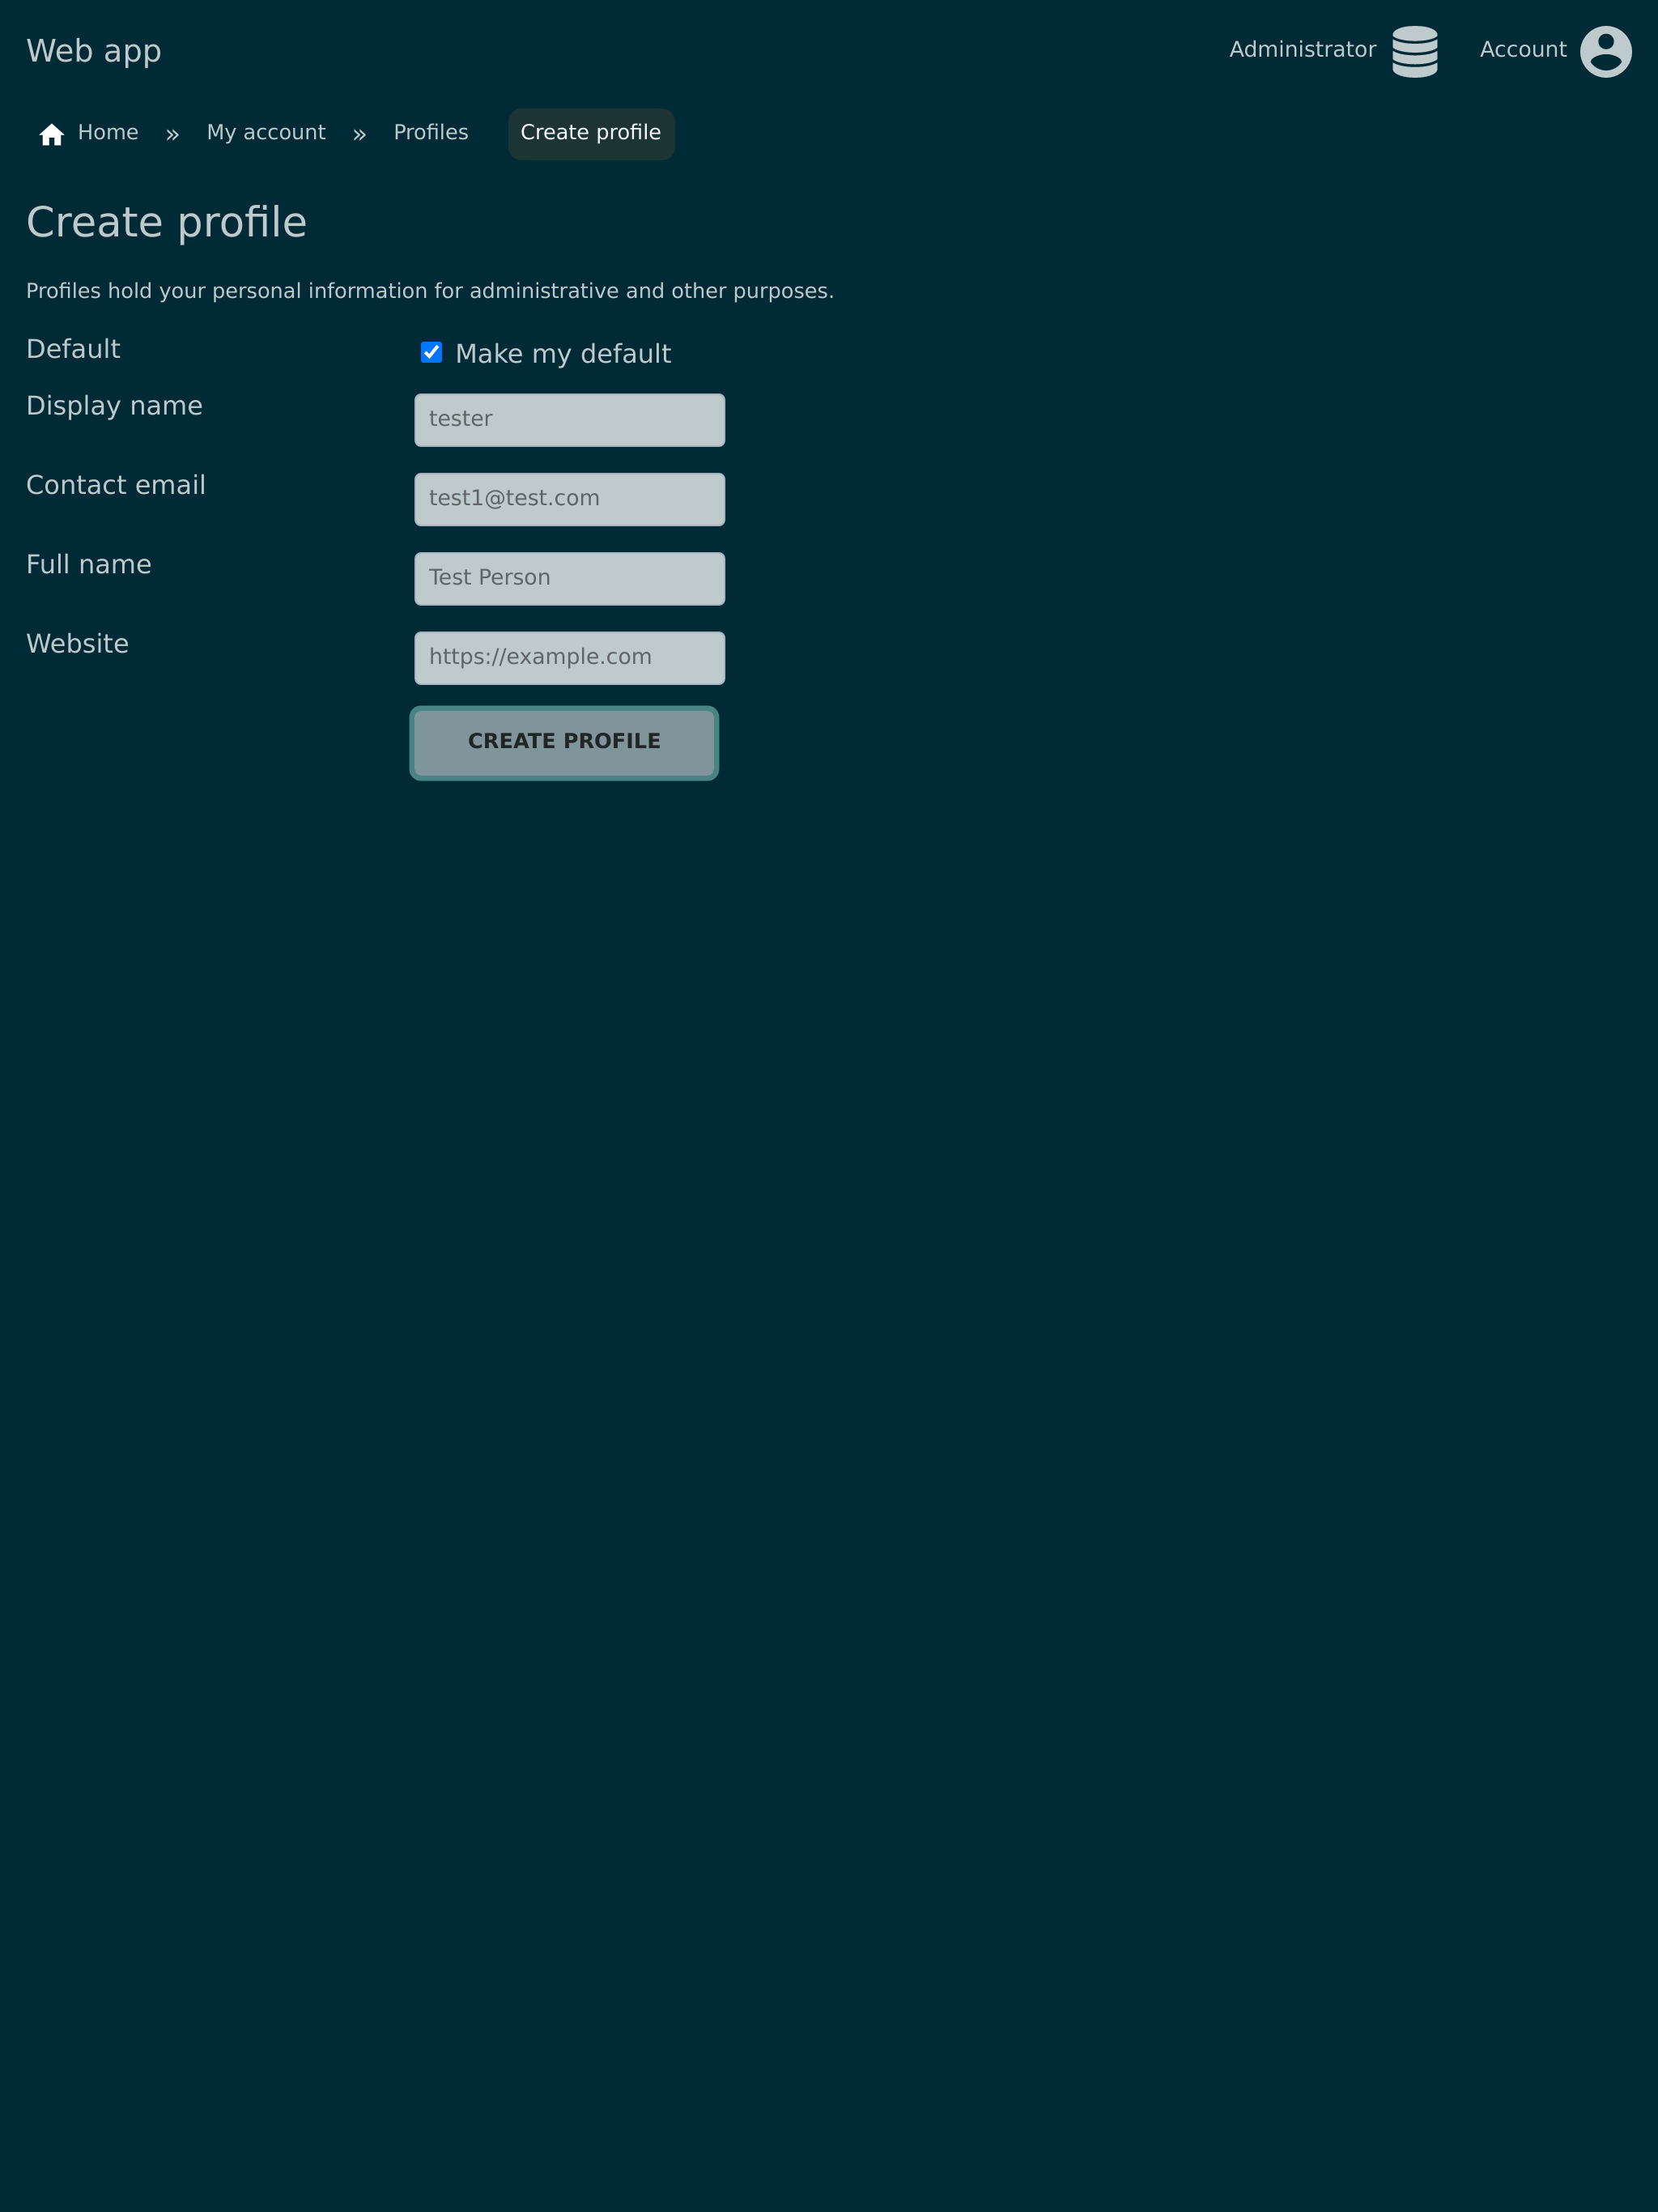 Web app
Administrator
Account
Home » My account » Profiles Create profile
Create profile
Profiles hold your personal information for administrative and other purposes.
Default
Make my default
Display name
tester
Contact email
test1@test.com
Full name
Test Person
Website
https://example.com
CREATE PROFILE